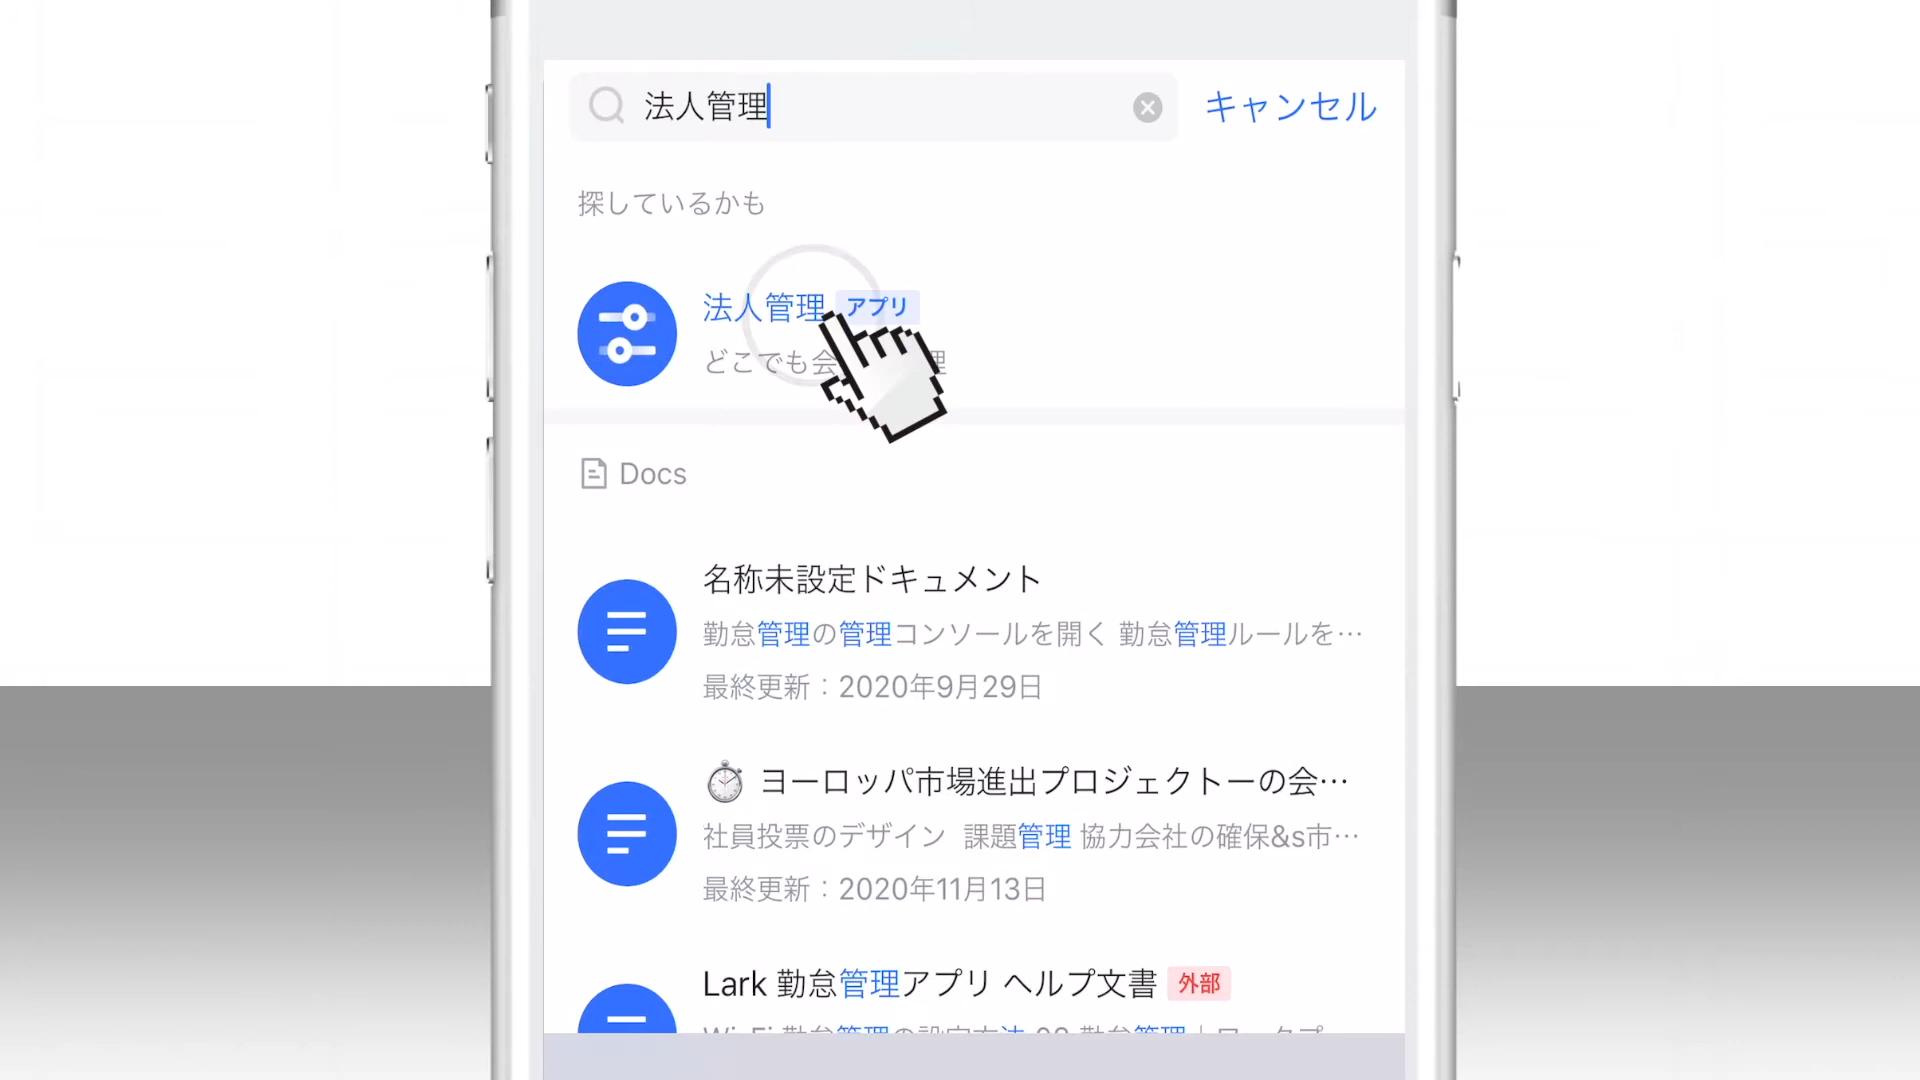 法人管理
キャンセル
探しているかも
法人管理 アプリ
どこでも会 理
Docs
名称未設定ドキュメント
勤怠管理の管理コンソールを開く 勤怠管理ルールを…
最終更新：2020年9月29日
ヨーロッパ市場進出プロジェクトーの会…
社員投票のデザイン 課題管理 協力会社の確保&s市…
最終更新：2020年11月13日
Lark 勤怠管理アプリ ヘルプ文書 外部